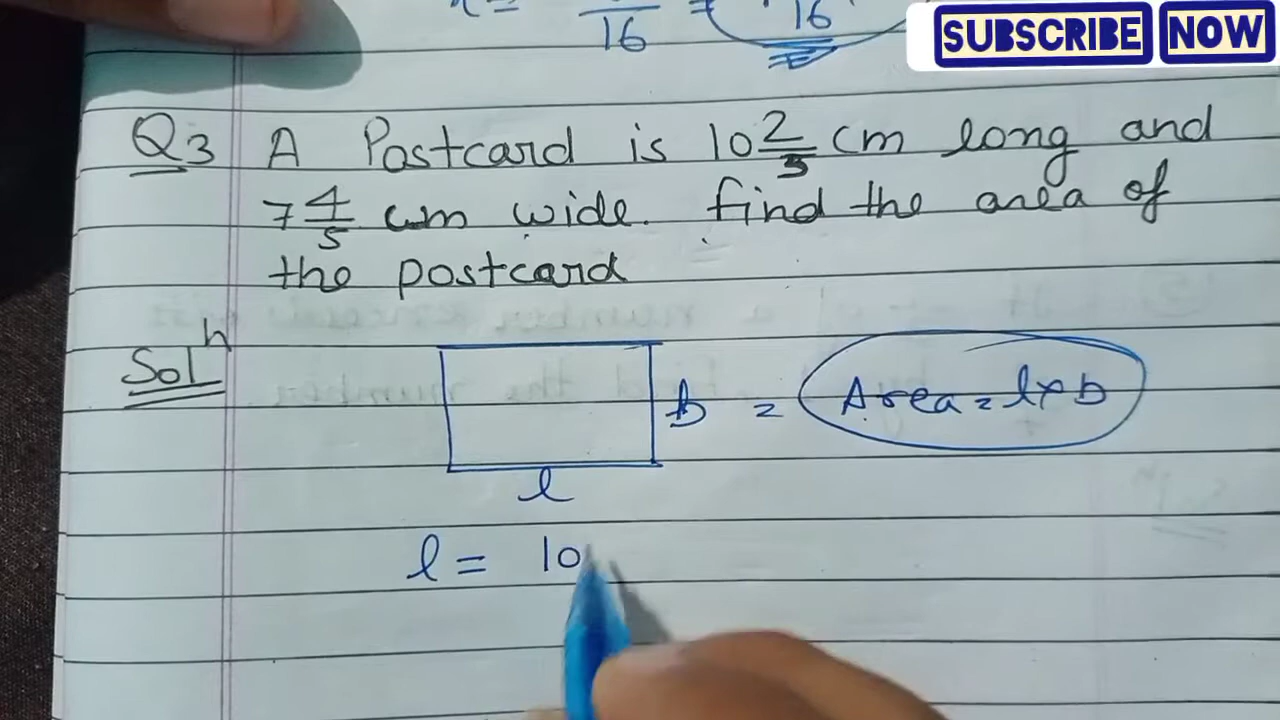 16 = 16
SUBSCRIBE NOW
Q3 A Postcard is 10 2/3 cm long and
7 4/5 cm wide. find the area of
the postcard
Solⁿ
b = Area = l×b
l
l = 10